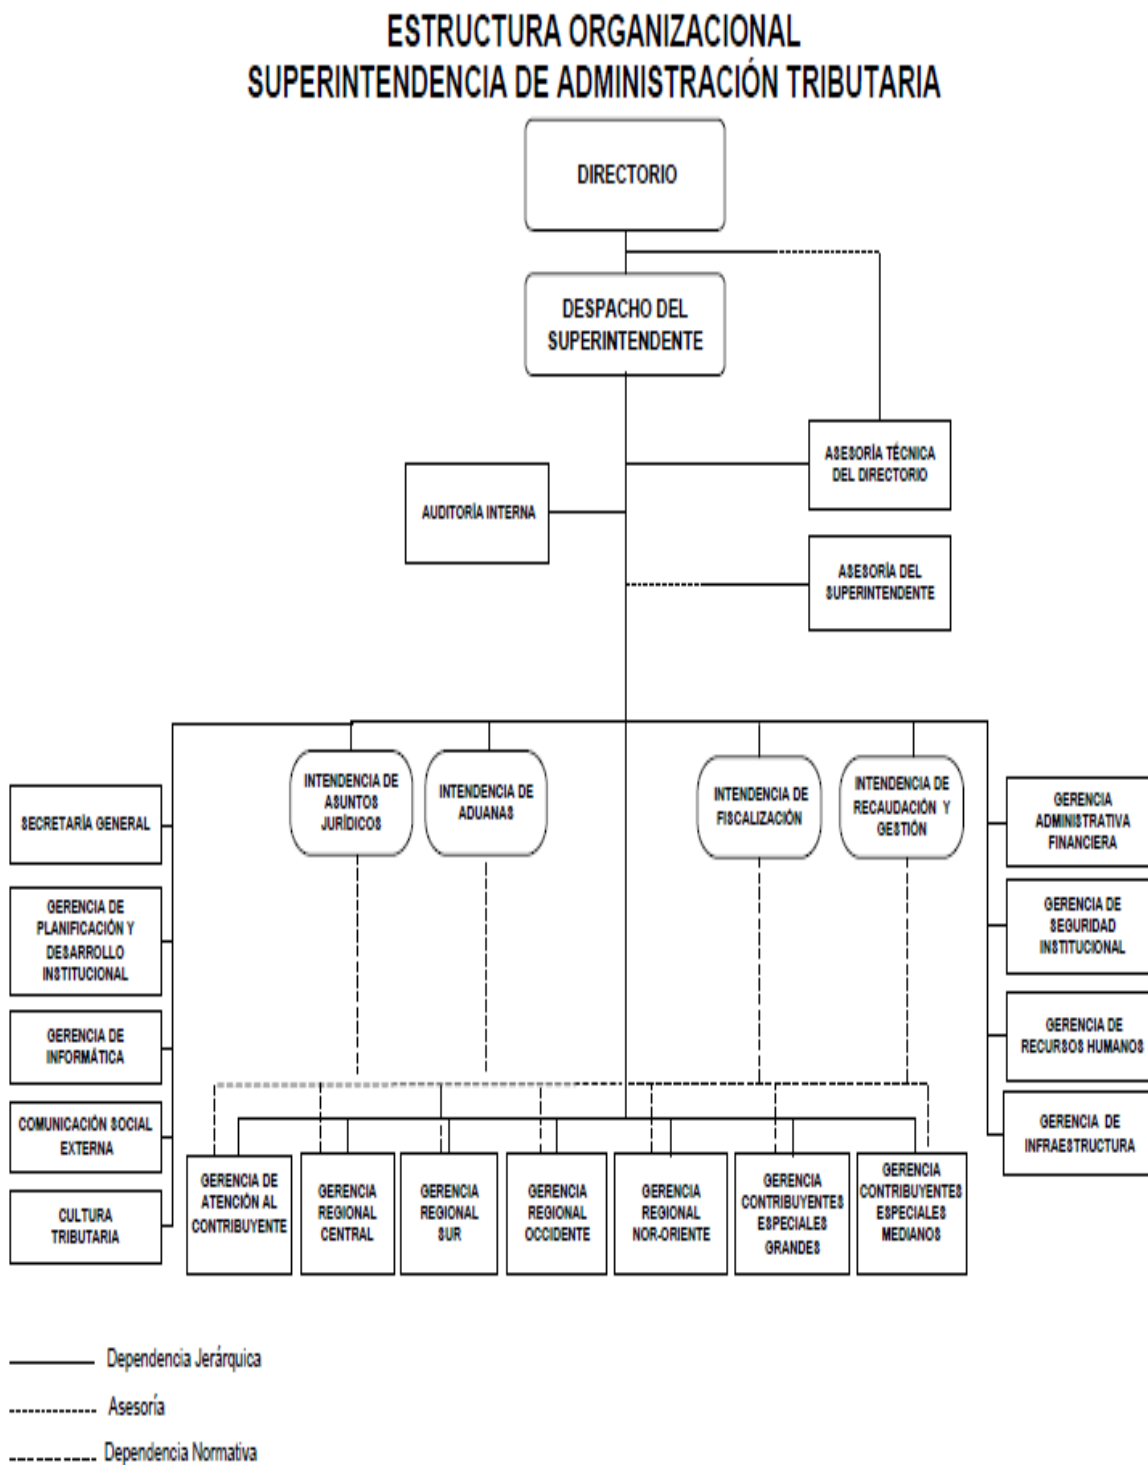 ESTRUCTURA ORGANIZACIONAL
SUPERINTENDENCIA DE ADMINISTRACIÓN TRIBUTARIA
DIRECTORIO
DESPACHO DEL
SUPERINTENDENTE
ASESORÍA TÉCNICA
DEL DIRECTORIO
AUDITORÍA INTERNA
ASESORÍA DEL
SUPERINTENDENTE
INTENDENCIA DE
ASUNTOS
JURÍDICOS
INTENDENCIA DE
ADUANAS
INTENDENCIA DE
FISCALIZACIÓN
INTENDENCIA DE
RECAUDACIÓN Y
GESTIÓN
SECRETARÍA GENERAL
GERENCIA DE
PLANIFICACIÓN Y
DESARROLLO
INSTITUCIONAL
GERENCIA DE
INFORMÁTICA
COMUNICACIÓN SOCIAL
EXTERNA
CULTURA
TRIBUTARIA
GERENCIA
ADMINISTRATIVA
FINANCIERA
GERENCIA DE
SEGURIDAD
INSTITUCIONAL
GERENCIA DE
RECURSOS HUMANOS
GERENCIA DE
INFRAESTRUCTURA
GERENCIA DE
ATENCIÓN AL
CONTRIBUYENTE
GERENCIA
REGIONAL
CENTRAL
GERENCIA
REGIONAL
SUR
GERENCIA
REGIONAL
OCCIDENTE
GERENCIA
REGIONAL
NOR-ORIENTE
GERENCIA
CONTRIBUYENTES
ESPECIALES
GRANDES
GERENCIA
CONTRIBUYENTES
ESPECIALES
MEDIANOS
Dependencia Jerárquica
Asesoría
Dependencia Normativa